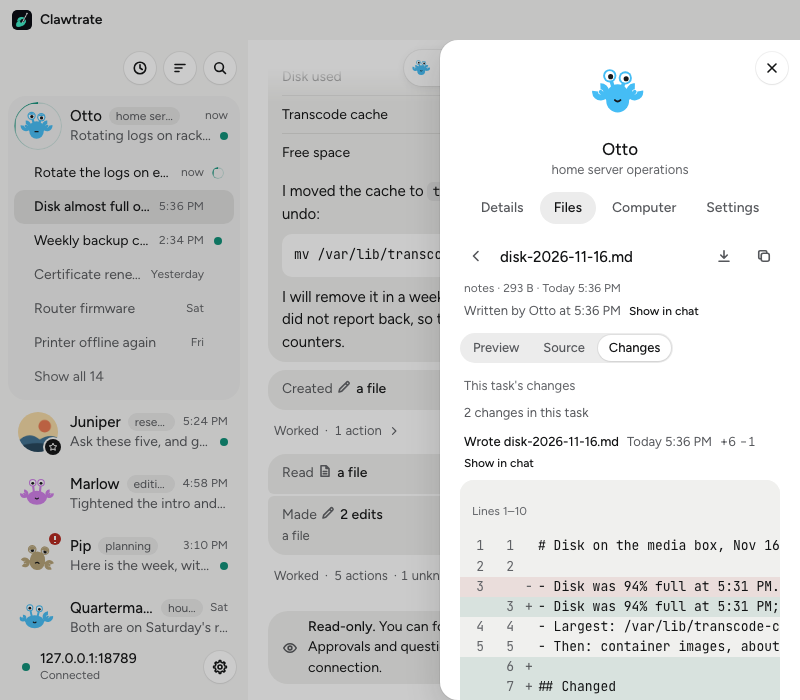 Clawtrate
Otto home ser... now
Rotating logs on rack...
Rotate the logs on e... now
Disk almost full o... 5:36 PM
Weekly backup c... 2:34 PM
Certificate rene... Yesterday
Router firmware Sat
Printer offline again Fri
Show all 14
Juniper rese... 5:24 PM
Ask these five, and g...
Marlow editi... 4:58 PM
Tightened the intro and...
Pip planning 3:10 PM
Here is the week, wit...
Quarterma... hou... Sat
Both are on Saturday's r...
127.0.0.1:18789
Connected
Disk used
Transcode cache
Free space
I moved the cache to
undo:
mv /var/lib/transco
I will remove it in a week
did not report back, so
counters.
Created a file
Worked · 1 action
Read a file
Made 2 edits
a file
Worked · 5 actions · 1 unkn
Read-only. You can
Approvals and questi
connection.
Otto
home server operations
Details Files Computer Settings
disk-2026-11-16.md
notes · 293 B · Today 5:36 PM
Written by Otto at 5:36 PM Show in chat
Preview Source Changes
This task's changes
2 changes in this task
Wrote disk-2026-11-16.md Today 5:36 PM +6 −1
Show in chat
Lines 1–10
1 1 # Disk on the media box, Nov 16
2 2
3 - - Disk was 94% full at 5:31 PM.
3 + - Disk was 94% full at 5:31 PM;
4 4 - Largest: /var/lib/transcode-c
5 5 - Then: container images, about
6 +
7 + ## Changed